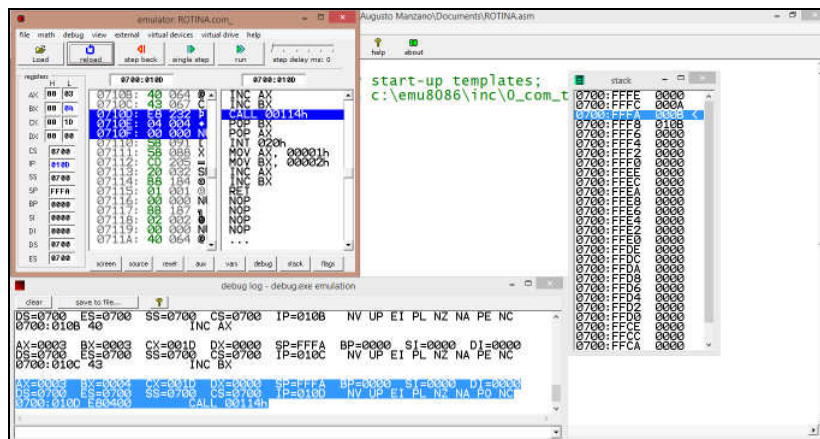 emulator: ROTINA.com_
file math debug view external virtual devices virtual drive help
Load reload step back single step run step delay ms: 0
registers
H L
0700:010D 0700:010D
AX 00 03
BX 00 04
CX 00 1D
DX 00 00
CS 0700
IP 010D
SS 0700
SP FFFA
BP 0000
SI 0000
DI 0000
DS 0700
ES 0700
0710B: 40 064 @ INC AX
0710C: 43 067 C INC BX
0710D: E8 232 CALL 00114h
0710E: 04 004 POP BX
0710F: 00 000 POP AX
07110: 58 091 [ INT 020h
07111: 58 088 X MOV AX, 00001h
07112: CD 205 = MOV BX, 00002h
07113: 20 032 INC AX
07114: B8 184 INC BX
07115: 01 001 RET
07116: 00 000 NOP
07117: BB 187 NOP
07118: 02 002 NOP
07119: 00 000 NOP
0711A: 40 064 ...
screen source reset aux vars debug stack flags
Augusto Manzano\Documents\ROTINA.asm
help about
start-up templates;
c:\emu8086\inc\0_com_t
stack
0700:FFFE 0000
0700:FFFC 000A
0700:FFFA 000B <
0700:FFF8 010B
0700:FFF6 0000
0700:FFF4 0000
0700:FFF2 0000
0700:FFF0 0000
0700:FFEE 0000
0700:FFEC 0000
0700:FFEA 0000
0700:FFE8 0000
0700:FFE6 0000
0700:FFE4 0000
0700:FFE2 0000
0700:FFE0 0000
0700:FFDE 0000
0700:FFDC 0000
0700:FFDA 0000
0700:FFD8 0000
0700:FFD6 0000
0700:FFD4 0000
0700:FFD2 0000
0700:FFD0 0000
0700:FFCE 0000
0700:FFCC 0000
0700:FFCA 0000
debug log - debug.exe emulation
clear save to file... ?
DS=0700 ES=0700 SS=0700 CS=0700 IP=010B NV UP EI PL NZ NA PE NC
0700:010B 40 INC AX
AX=0003 BX=0003 CX=001D DX=0000 SP=FFFA BP=0000 SI=0000 DI=0000
DS=0700 ES=0700 SS=0700 CS=0700 IP=010C NV UP EI PL NZ NA PE NC
0700:010C 43 INC BX
AX=0003 BX=0004 CX=001D DX=0000 SP=FFFA BP=0000 SI=0000 DI=0000
DS=0700 ES=0700 SS=0700 CS=0700 IP=010D NV UP EI PL NZ NA PO NC
0700:010D E80400 CALL 00114h